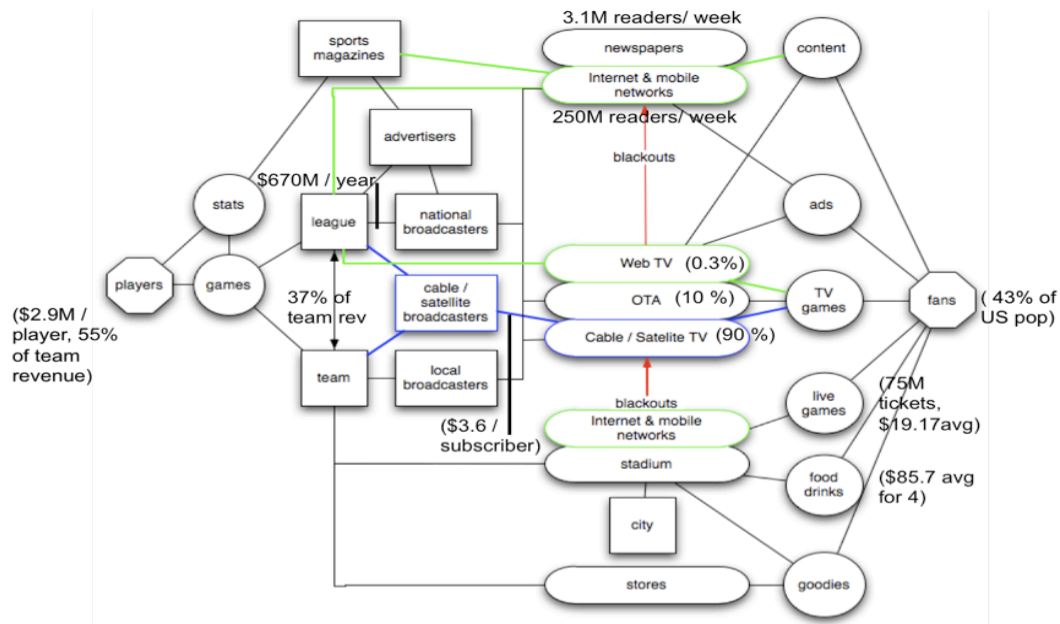 3.1M readers/ week
sports
magazines
newspapers
content
Internet & mobile
networks
250M readers/ week
advertisers
blackouts
$670M / year
stats
league
national
broadcasters
ads
Web TV (0.3%)
players
games
37% of
team rev
cable /
satellite
broadcasters
OTA (10 %)
TV
games
fans
( 43% of
US pop)
($2.9M /
player, 55%
of team
revenue)
Cable / Satelite TV (90 %)
team
local
broadcasters
blackouts
live
games
(75M
tickets,
$19.17avg)
($3.6 /
subscriber)
Internet & mobile
networks
stadium
food
drinks
($85.7 avg
for 4)
city
stores
goodies